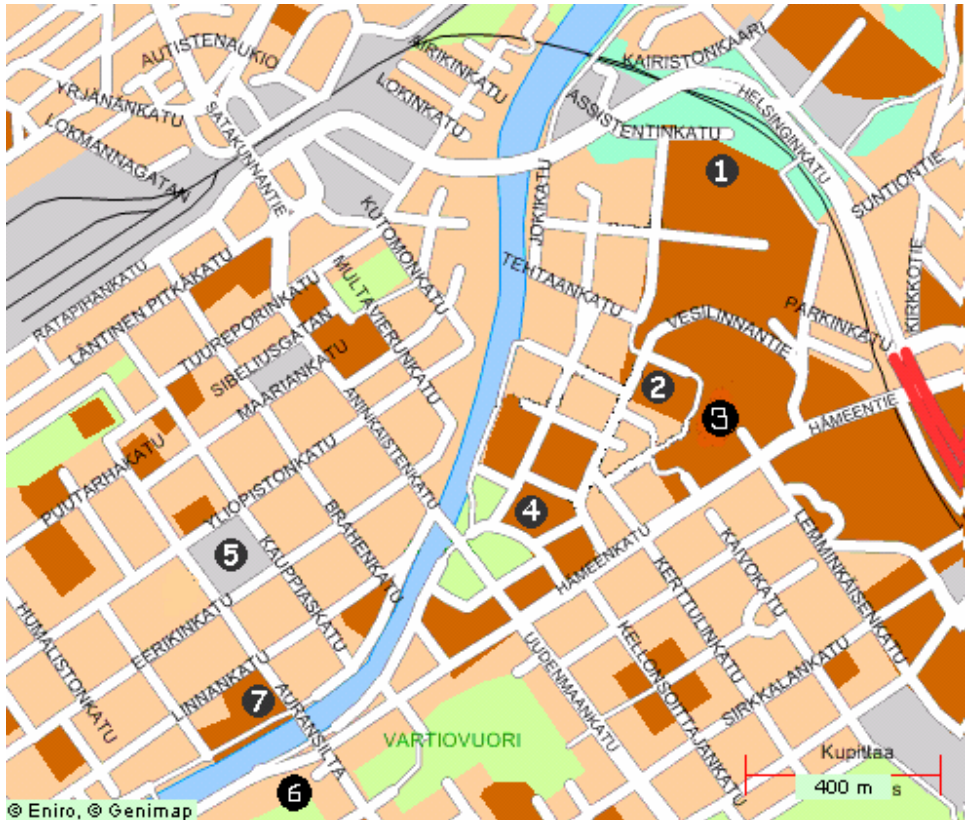 AUTISTENAUKIO
AIRIKINKATU
LOKINKATU
YRJÄNÄNKATU
LOKMANNAGATAN
SATAKUNNANTIE
KAIRISTONKAARI
ASSISTENTINKATU
HELSINGINKATU
1
SUNTIONTIE
KIRKKOTIE
JOKIKATU
TEHTAANKATU
KUTOMONKATU
MULTAVIERUNKATU
RATAPIHANKATU
LÄNTINEN PITKÄKATU
TUUREPORINKATU
SIBELIUSGATAN
MAARIANKATU
VESILINNANTIE
PARKINKATU
2
3
HÄMEENTIE
ANINKAISTENKATU
PUUTARHAKATU
YLIOPISTONKATU
BRAHENKATU
4
5
KAUPPIASKATU
HÄMEENKATU
KERTTULINKATU
KAIVOKATU
LEMMINKÄISENKATU
HUMALISTONKATU
EERIKINKATU
LINNANKATU
7
AURANSILTA
UUDENMAANKATU
KELLONSOITTAJANKATU
SIRKKALANKATU
VARTIOVUORI
Kupittaa
400 m
s
6
© Eniro, © Genimap